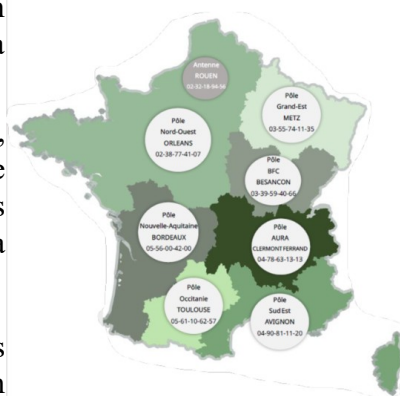 Antenne
ROUEN
02-32-18-94-56
Pôle
Grand-Est
METZ
03-55-74-11-35
Pôle
Nord-Ouest
ORLEANS
02-38-77-41-07
Pôle
BFC
BESANCON
03-39-59-40-66
Pôle
Nouvelle-Aquitaine
BORDEAUX
05-56-00-42-00
Pôle
AURA
CLERMONT FERRAND
04-78-63-13-13
Pôle
Occitanie
TOULOUSE
05-61-10-62-57
Pôle
Sud Est
AVIGNON
04-90-81-11-20